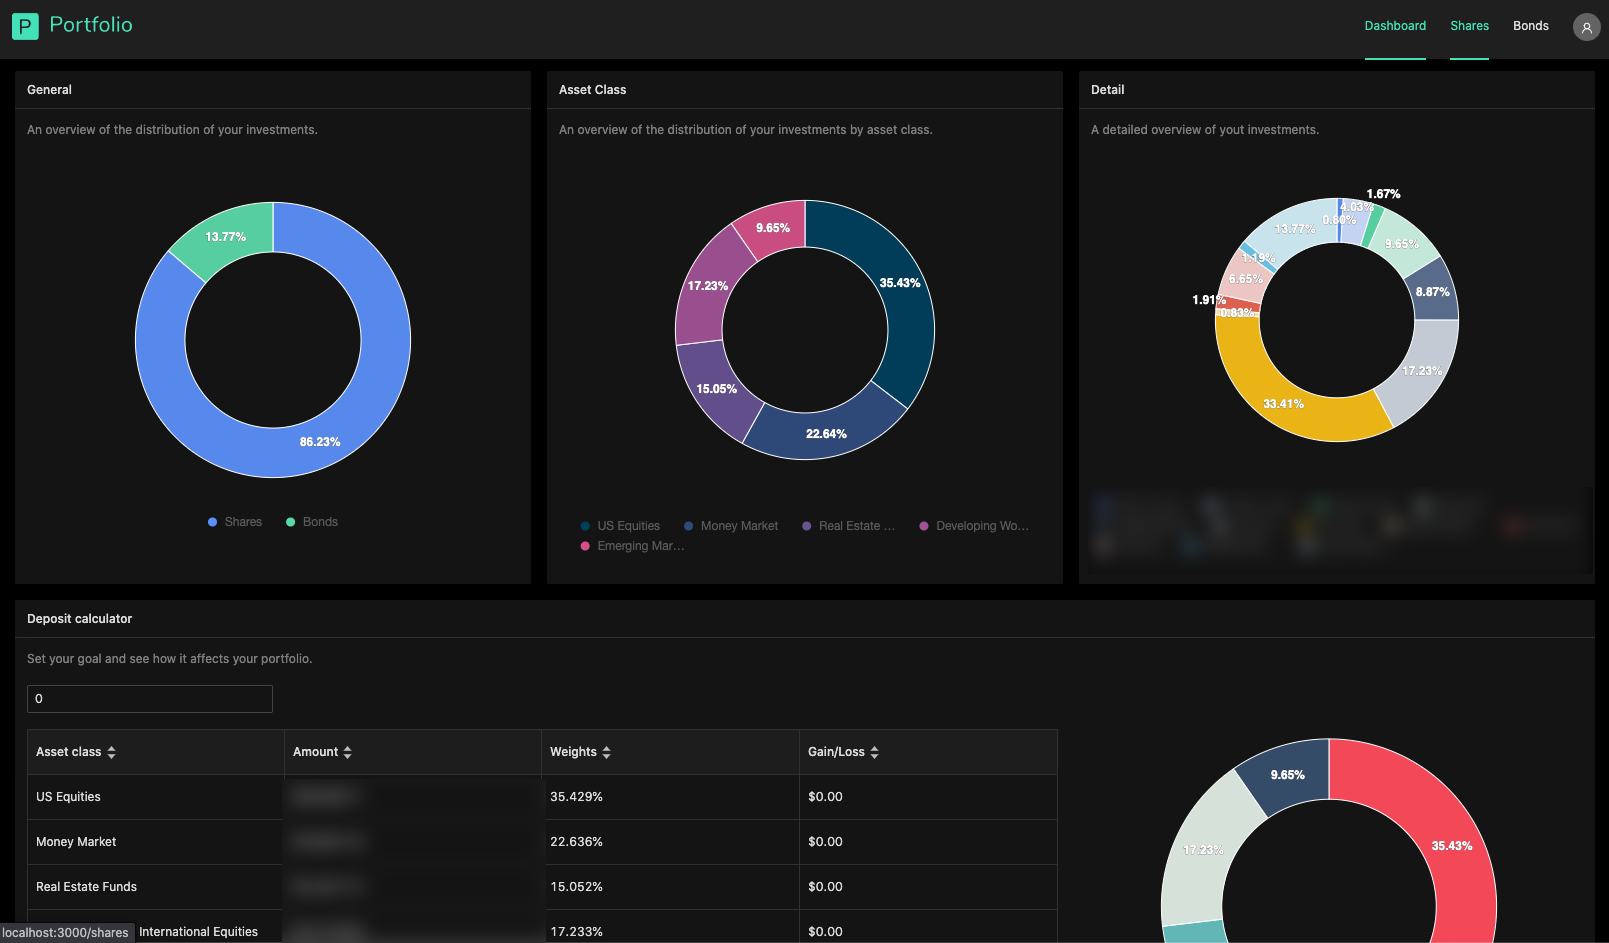 P Portfolio
Dashboard Shares Bonds
General
An overview of the distribution of your investments.
13.77%
86.23%
Shares Bonds
Asset Class
An overview of the distribution of your investments by asset class.
9.65%
35.43%
17.23%
15.05%
22.64%
US Equities Money Market Real Estate ... Developing Wo...
Emerging Mar...
Detail
A detailed overview of yout investments.
1.67%
4.03%
0.80%
13.77%
9.65%
1.19%
6.65%
8.87%
1.91%
0.83%
17.23%
33.41%
Deposit calculator
Set your goal and see how it affects your portfolio.
0
Asset class Amount Weights Gain/Loss
US Equities 35.429% $0.00
Money Market 22.636% $0.00
Real Estate Funds 15.052% $0.00
International Equities 17.233% $0.00
9.65%
35.43%
17.23%
localhost:3000/shares